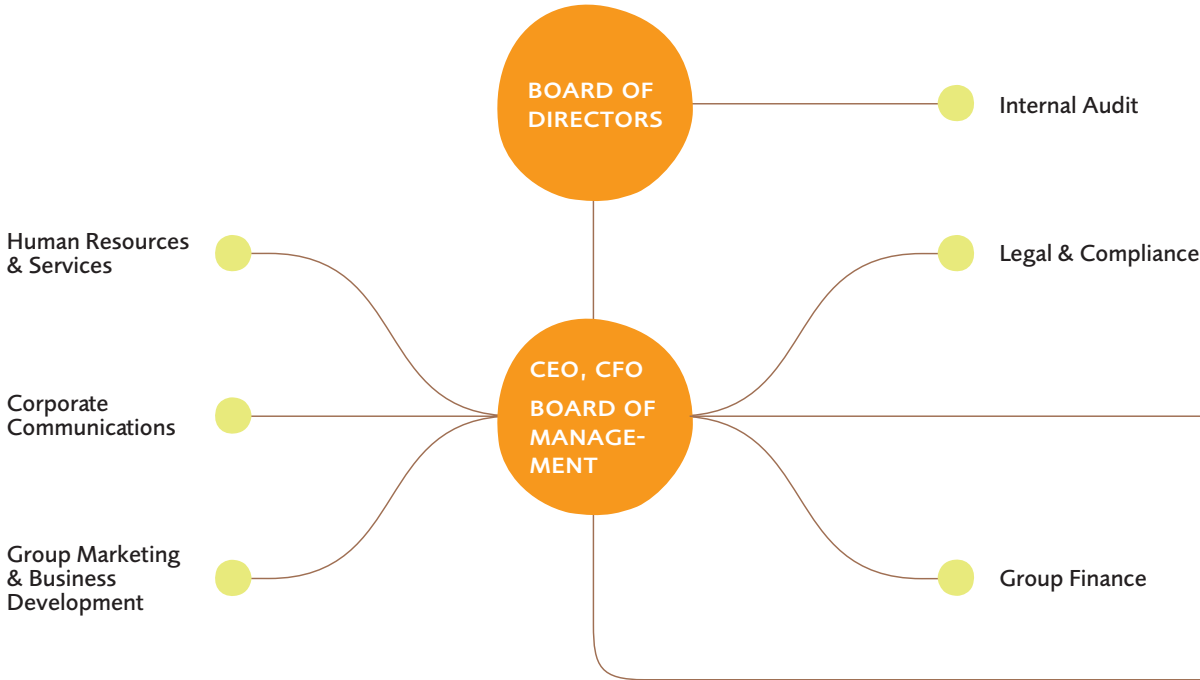 BOARD OF
DIRECTORS
Internal Audit
Human Resources
& Services
Legal & Compliance
CEO, CFO
BOARD OF
MANAGE-
MENT
Corporate
Communications
Group Marketing
& Business
Development
Group Finance